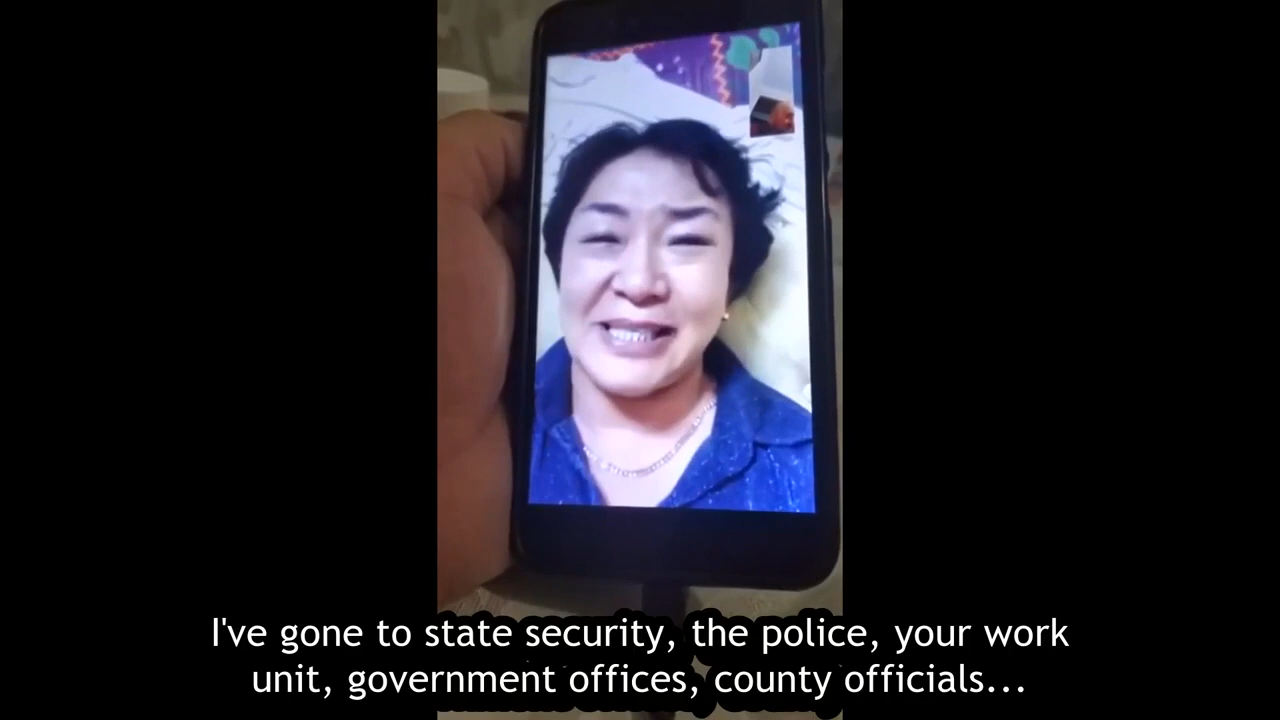 I've gone to state security, the police, your work
unit, government offices, county officials...